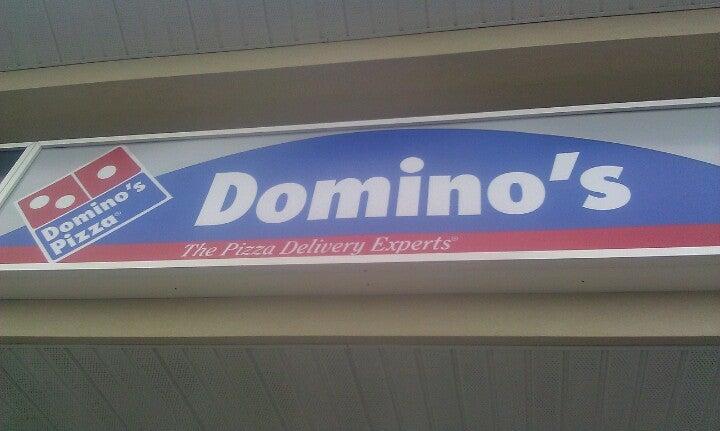 Domino's
Pizza®
Domino's
The Pizza Delivery Experts®